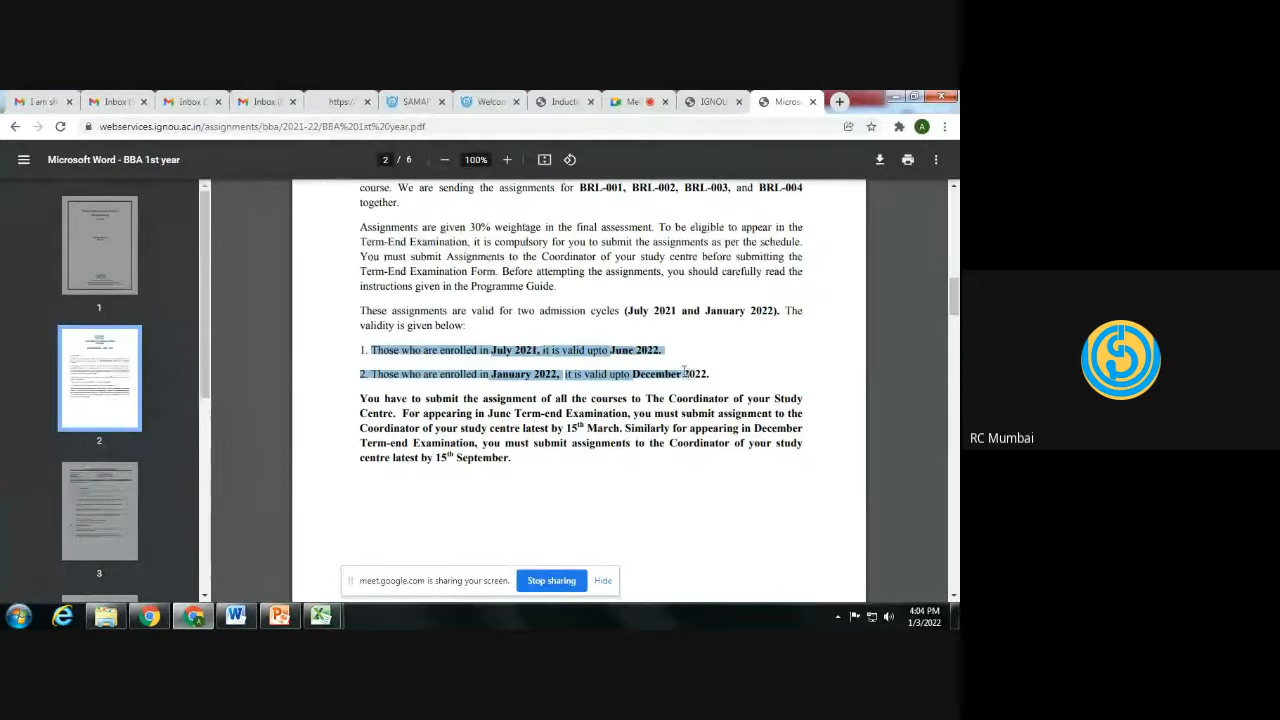 I am sh
Inbox (
Inbox (
Inbox (
https:/
SAMA
Welcon
Inducti
Me
IGNOU
Micros
webservices.ignou.ac.in/assignments/bba/2021-22/BBA%201st%20year.pdf
A
Microsoft Word - BBA 1st year
2 / 6
100%
course. We are sending the assignments for BRL-001, BRL-002, BRL-003, and BRL-004
together.
Assignments are given 30% weightage in the final assessment. To be eligible to appear in the
Term-End Examination, it is compulsory for you to submit the assignments as per the schedule.
You must submit Assignments to the Coordinator of your study centre before submitting the
Term-End Examination Form. Before attempting the assignments, you should carefully read the
instructions given in the Programme Guide.
These assignments are valid for two admission cycles (July 2021 and January 2022). The
validity is given below:
1. Those who are enrolled in July 2021, it is valid upto June 2022.
2. Those who are enrolled in January 2022, it is valid upto December 2022.
You have to submit the assignment of all the courses to The Coordinator of your Study
Centre. For appearing in June Term-end Examination, you must submit assignment to the
Coordinator of your study centre latest by 15th March. Similarly for appearing in December
Term-end Examination, you must submit assignments to the Coordinator of your study
centre latest by 15th September.
1
2
3
meet.google.com is sharing your screen.
Stop sharing
Hide
4:04 PM
1/3/2022
RC Mumbai